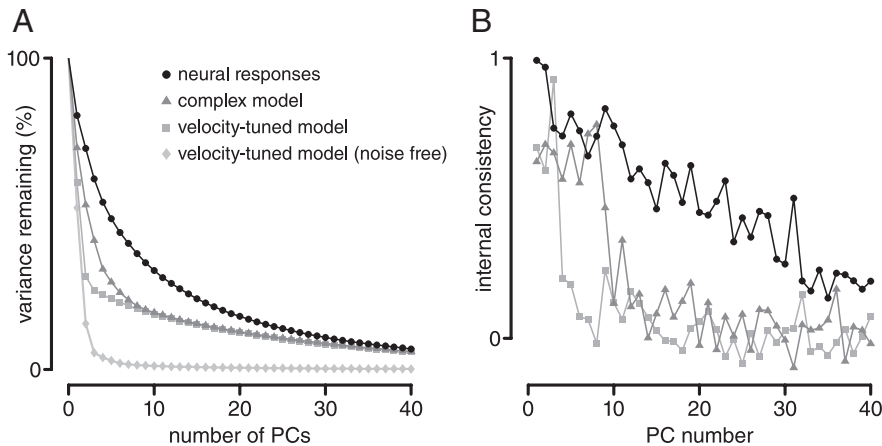 A
100
variance remaining (%)
0
0
10
20
30
40
number of PCs
neural responses
complex model
velocity-tuned model
velocity-tuned model (noise free)
B
1
internal consistency
0
0
10
20
30
40
PC number